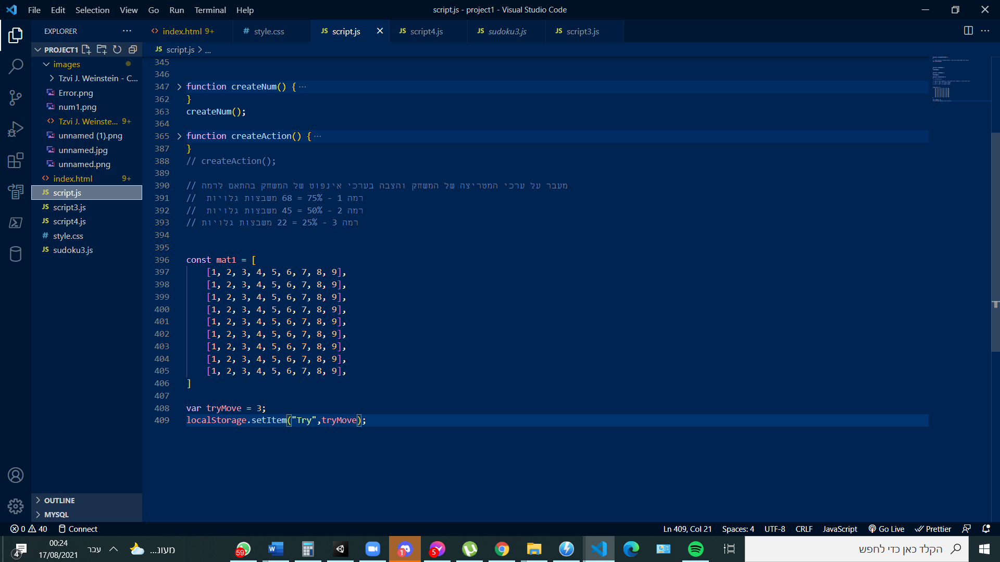 File Edit Selection View Go Run Terminal Help
script.js - project1 - Visual Studio Code
EXPLORER
index.html 9+
# style.css
JS script.js
JS script4.js
JS sudoku3.js
JS script3.js
PROJECT1
JS script.js > ...
images
Tzvi J. Weinstein - C...
Error.png
num1.png
Tzvi J. Weinste... 9+
unnamed (1).png
unnamed.jpg
unnamed.png
index.html 9+
JS script.js
JS script3.js
JS script4.js
# style.css
JS sudoku3.js
OUTLINE
MYSQL
345
346
347 function createNum() { ...
362 }
363 createNum();
364
365 function createAction() { ...
387 }
388 // createAction();
389
390 // מעבר על ערכי המטריצה של המשחק והצבה בערכי אינפוט של המשחק בהתאם לרמה
391 // רמה 1 - 75% = 68 משבצות גלויות
392 // רמה 2 - 50% = 45 משבצות גלויות
393 // רמה 3 - 25% = 22 משבצות גלויות
394
395
396 const mat1 = [
397 [1, 2, 3, 4, 5, 6, 7, 8, 9],
398 [1, 2, 3, 4, 5, 6, 7, 8, 9],
399 [1, 2, 3, 4, 5, 6, 7, 8, 9],
400 [1, 2, 3, 4, 5, 6, 7, 8, 9],
401 [1, 2, 3, 4, 5, 6, 7, 8, 9],
402 [1, 2, 3, 4, 5, 6, 7, 8, 9],
403 [1, 2, 3, 4, 5, 6, 7, 8, 9],
404 [1, 2, 3, 4, 5, 6, 7, 8, 9],
405 [1, 2, 3, 4, 5, 6, 7, 8, 9],
406 ]
407
408 var tryMove = 3;
409 localStorage.setItem("Try",tryMove);
0 40 Connect
Ln 409, Col 21 Spaces: 4 UTF-8 CRLF JavaScript Go Live Prettier
4
00:24
17/08/2021
עבר
מעונ...
59
1
5
הקלד כאן כדי לחפש